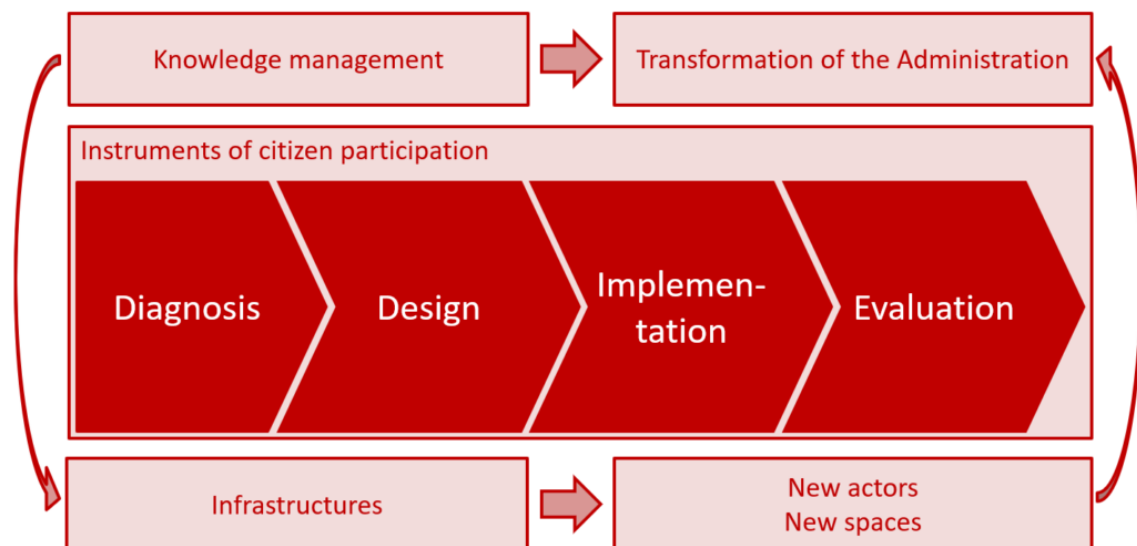 Knowledge management
Transformation of the Administration
Instruments of citizen participation
Diagnosis
Design
Implemen-
tation
Evaluation
Infrastructures
New actors
New spaces